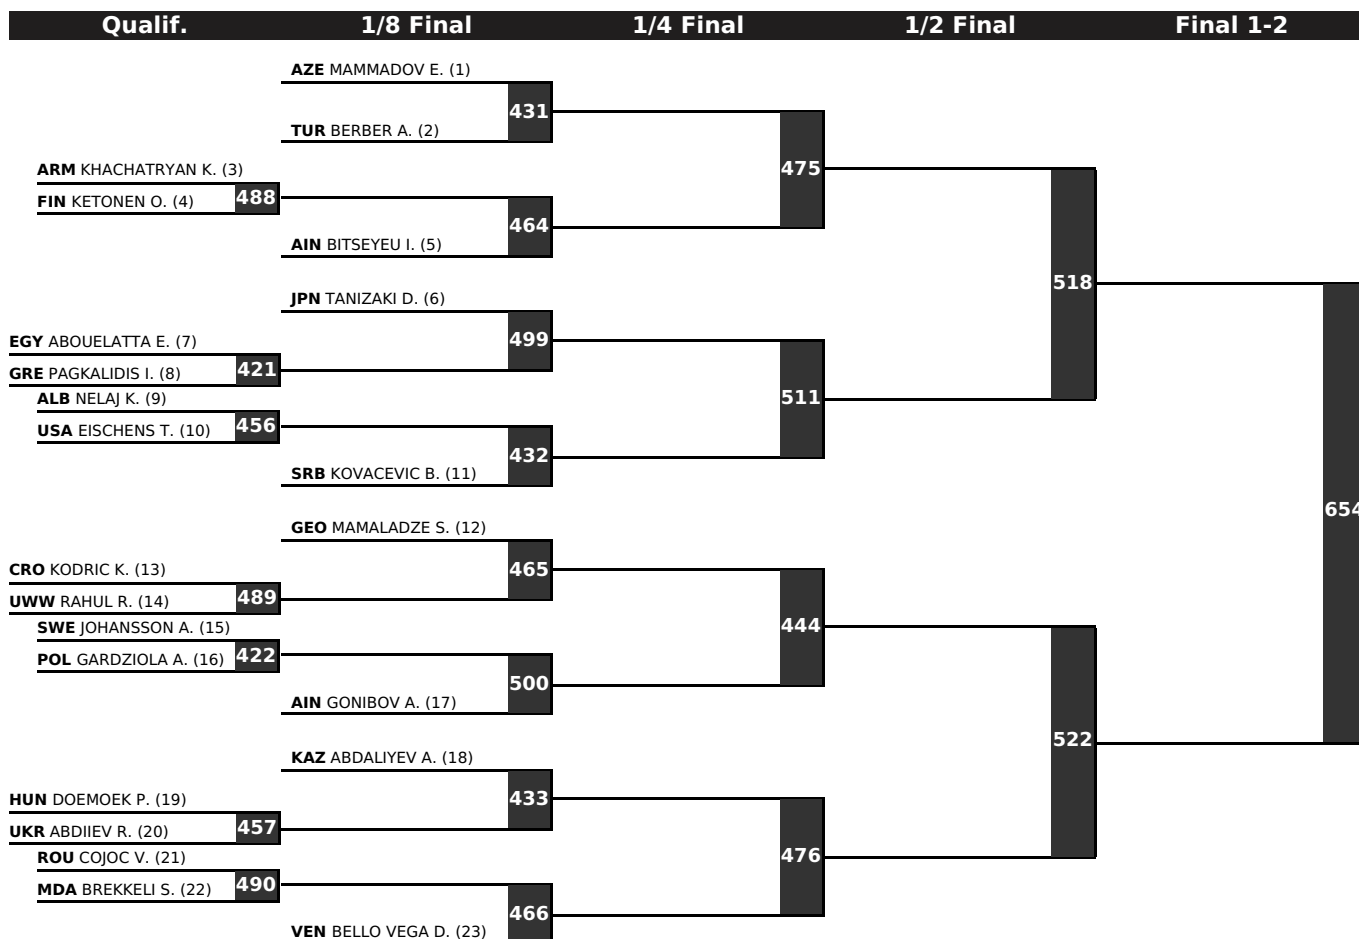 Qualif. 1/8 Final 1/4 Final 1/2 Final Final 1-2
AZE MAMMADOV E. (1)
431
TUR BERBER A. (2)
ARM KHACHATRYAN K. (3)
475
FIN KETONEN O. (4) 488
464
AIN BITSEYEU I. (5)
518
JPN TANIZAKI D. (6)
499
EGY ABOUELATTA E. (7)
GRE PAGKALIDIS I. (8) 421
ALB NELAJ K. (9)
511
USA EISCHENS T. (10) 456
432
SRB KOVACEVIC B. (11)
654
GEO MAMALADZE S. (12)
465
CRO KODRIC K. (13)
UWW RAHUL R. (14) 489
SWE JOHANSSON A. (15)
444
POL GARDZIOLA A. (16) 422
500
AIN GONIBOV A. (17)
522
KAZ ABDALIYEV A. (18)
433
HUN DOEMOEK P. (19)
UKR ABDIIEV R. (20) 457
ROU COJOC V. (21)
476
MDA BREKKELI S. (22) 490
466
VEN BELLO VEGA D. (23)